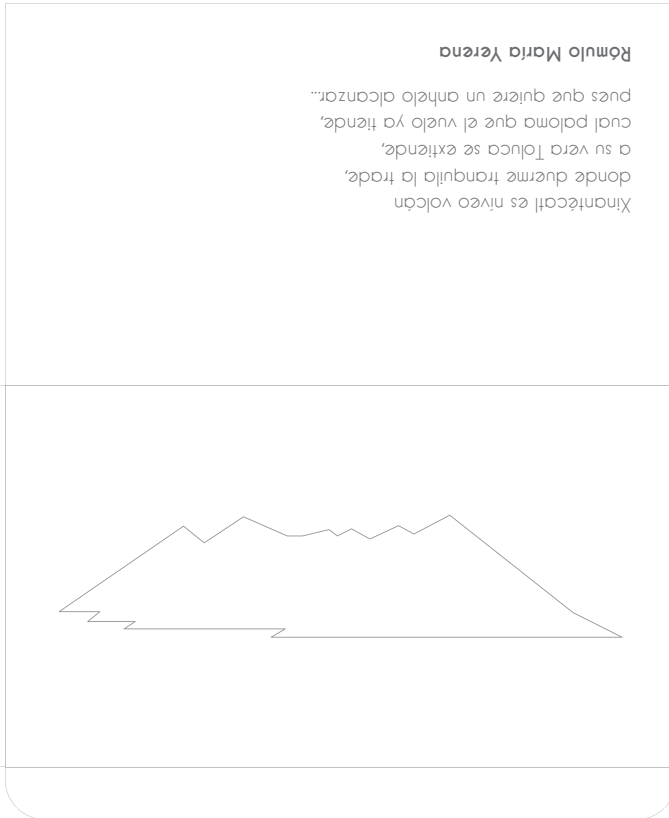 Xinantécatl es níveo volcán
donde duerme tranquila la trade,
a su vera Toluca se extiende,
cual paloma que el vuelo ya tiende,
pues que quiere un anhelo alcanzar...
Rómulo María Yerena